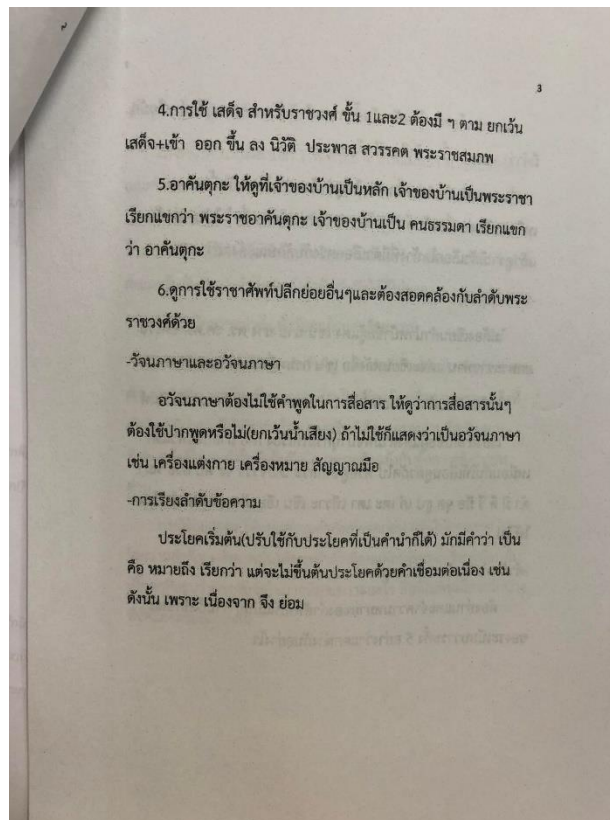 3
4.การใช้ เสด็จ สำหรับราชวงศ์ ขั้น 1และ2 ต้องมี ฯ ตาม ยกเว้น
เสด็จ+เข้า ออก ขึ้น ลง นิวัติ ประพาส สวรรคต พระราชสมภพ
5.อาคันตุกะ ให้ดูที่เจ้าของบ้านเป็นหลัก เจ้าของบ้านเป็นพระราชา
เรียกแขกว่า พระราชอาคันตุกะ เจ้าของบ้านเป็น คนธรรมดา เรียกแขก
ว่า อาคันตุกะ
6.ดูการใช้ราชาศัพท์ปลีกย่อยอื่นๆและต้องสอดคล้องกับลำดับพระ
ราชวงศ์ด้วย
-วัจนภาษาและอวัจนภาษา
อวัจนภาษาต้องไม่ใช้คำพูดในการสื่อสาร ให้ดูว่าการสื่อสารนั้นๆ
ต้องใช้ปากพูดหรือไม่(ยกเว้นน้ำเสียง) ถ้าไม่ใช้ก็แสดงว่าเป็นอวัจนภาษา
เช่น เครื่องแต่งกาย เครื่องหมาย สัญญาณมือ
-การเรียงลำดับข้อความ
ประโยคเริ่มต้น(ปรับใช้กับประโยคที่เป็นคำนำก็ได้) มักมีคำว่า เป็น
คือ หมายถึง เรียกว่า แต่จะไม่ขึ้นต้นประโยคด้วยคำเชื่อมต่อเนื่อง เช่น
ดังนั้น เพราะ เนื่องจาก จึง ย่อม